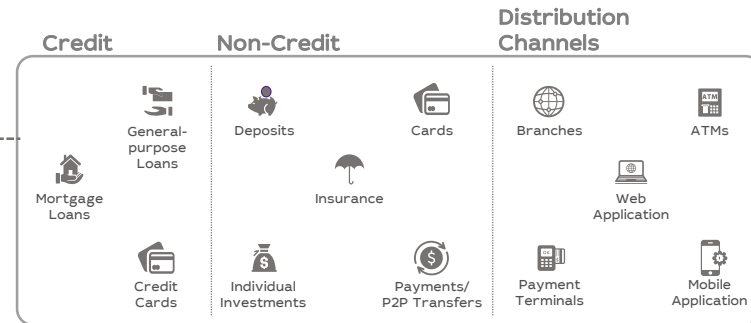 Credit
Non-Credit
Distribution
Channels
General-
purpose
Loans
Mortgage
Loans
Credit
Cards
Deposits
Cards
Insurance
Individual
Investments
Payments/
P2P Transfers
Branches
ATM
ATMs
Web
Application
Payment
Terminals
Mobile
Application